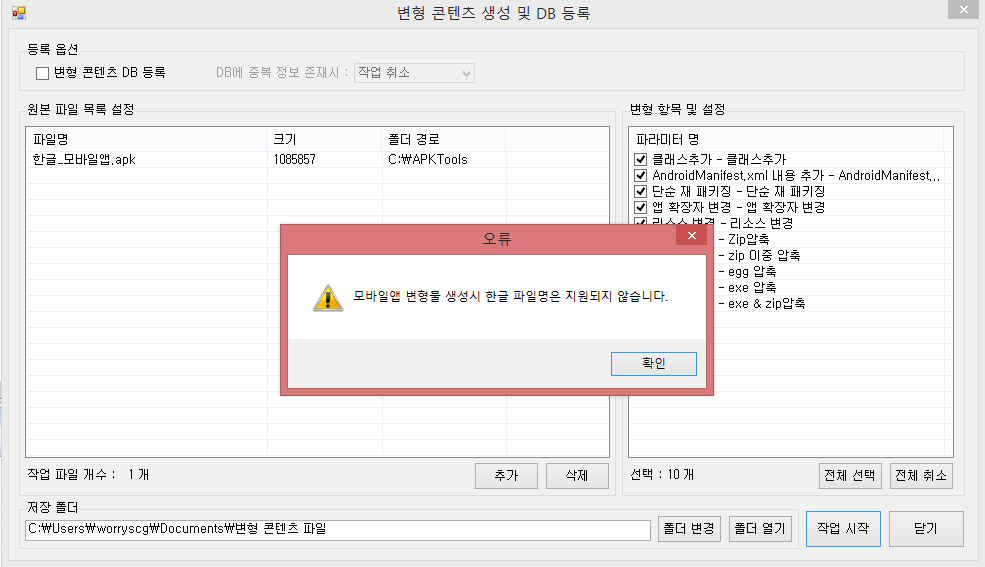 변형 콘텐츠 생성 및 DB 등록
등록 옵션
변형 콘텐츠 DB 등록 DB에 중복 정보 존재시 : 작업 취소
원본 파일 목록 설정
파일명 크기 폴더 경로
한글_모바일앱.apk 1085857 C:\APKTools
변형 항목 및 설정
파라미터 명
클래스추가 - 클래스추가
AndroidManifest.xml 내용 추가 - AndroidManifest...
단순 재 패키징 - 단순 재 패키징
앱 확장자 변경 - 앱 확장자 변경
리소스 변경 - 리소스 변경
- Zip압축
- zip 이중 압축
- egg 압축
- exe 압축
- exe & zip압축
오류
모바일앱 변형물 생성시 한글 파일명은 지원되지 않습니다.
확인
작업 파일 개수 : 1 개 추가 삭제
선택 : 10 개 전체 선택 전체 취소
저장 폴더
C:\Users\worryscg\Documents\변형 콘텐츠 파일 폴더 변경 폴더 열기 작업 시작 닫기